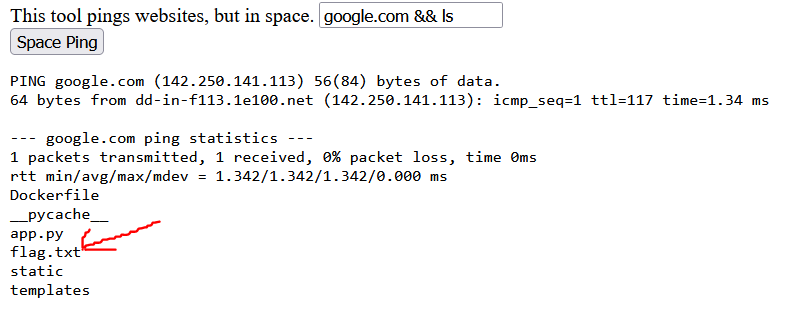 This tool pings websites, but in space. google.com && ls
Space Ping
PING google.com (142.250.141.113) 56(84) bytes of data.
64 bytes from dd-in-f113.1e100.net (142.250.141.113): icmp_seq=1 ttl=117 time=1.34 ms
--- google.com ping statistics ---
1 packets transmitted, 1 received, 0% packet loss, time 0ms
rtt min/avg/max/mdev = 1.342/1.342/1.342/0.000 ms
Dockerfile
__pycache__
app.py
flag.txt
static
templates